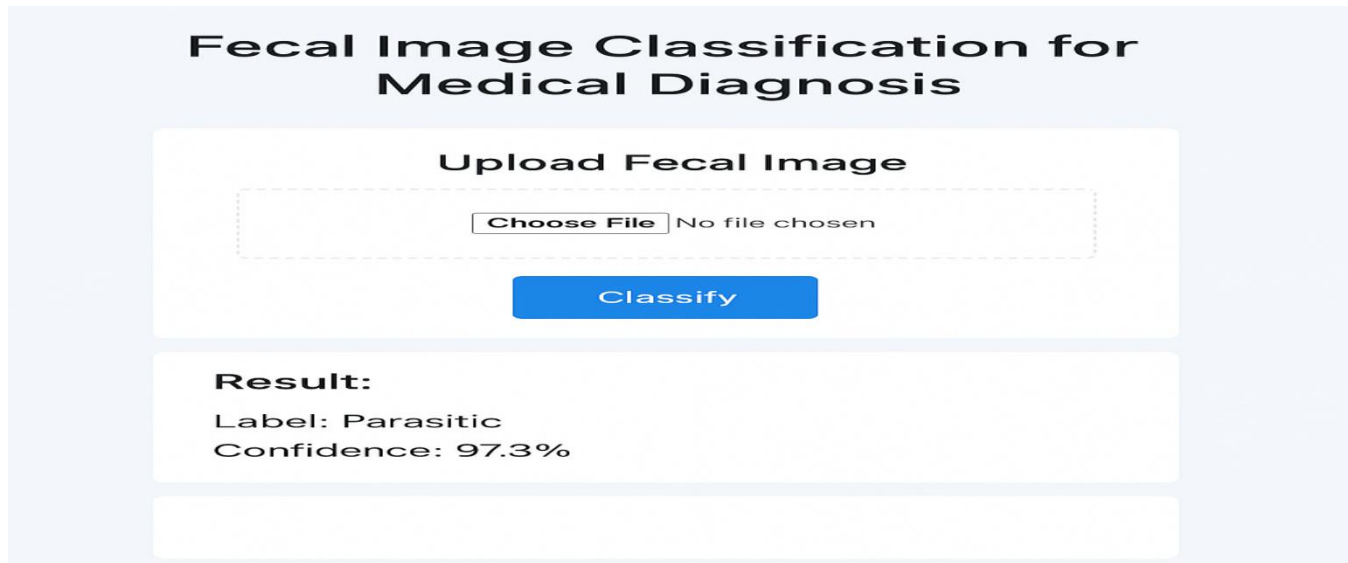 Fecal Image Classification for
Medical Diagnosis
Upload Fecal Image
Choose File No file chosen
Classify
Result:
Label: Parasitic
Confidence: 97.3%